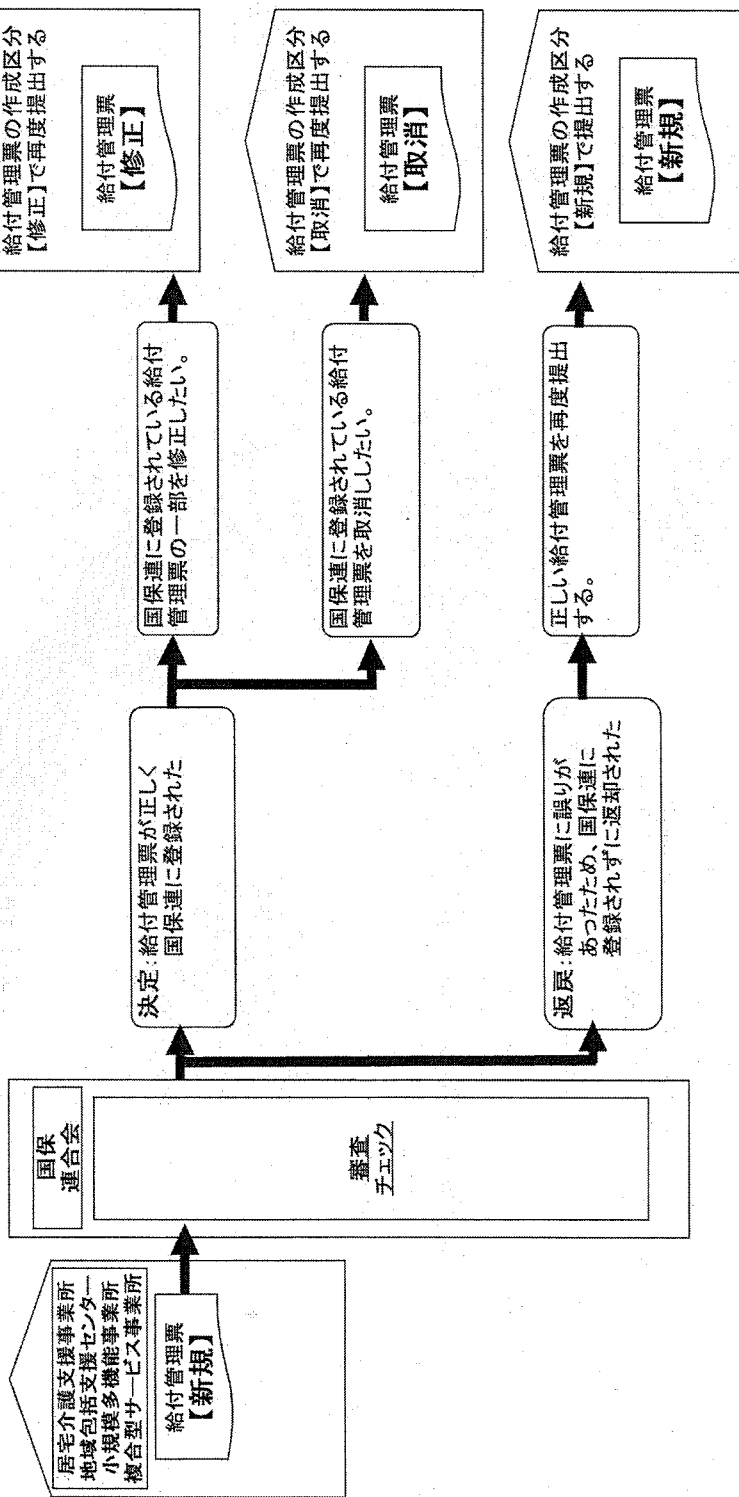 居宅介護支援事業所
地域包括支援センター
小規模多機能事業所
複合型サービス事業所
給付管理票
【新規】
国保
連合会
審査
チェック
決定:給付管理票が正しく
国保連に登録された
返戻:給付管理票に誤りが
あったため、国保連に
登録されずに返却された
国保連に登録されている給付
管理票の一部を修正したい。
国保連に登録されている給付
管理票を取消ししたい。
正しい給付管理票を再度提出
する。
給付管理票の作成区分
【修正】で再度提出する
給付管理票
【修正】
給付管理票の作成区分
【取消】で再度提出する
給付管理票
【取消】
給付管理票の作成区分
【新規】で提出する
給付管理票
【新規】